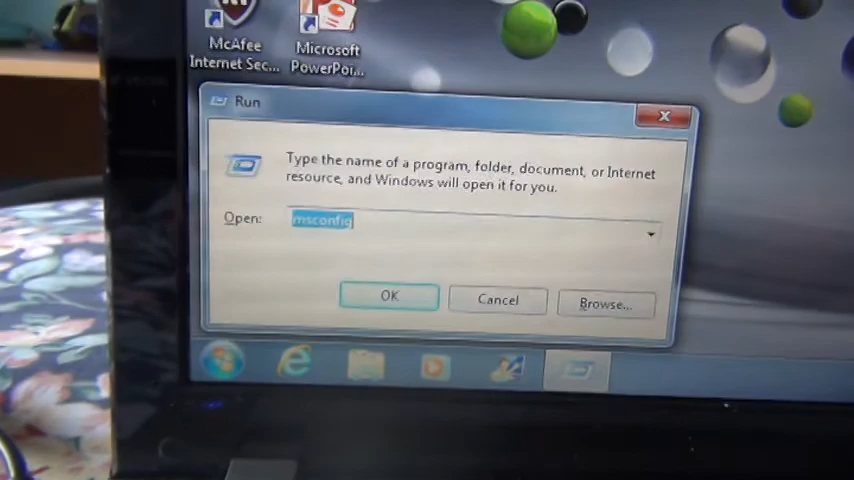 McAfee
Internet Sec...
Microsoft
PowerPoi...
Run
Type the name of a program, folder, document, or Internet
resource, and Windows will open it for you.
Open:
msconfig
OK
Cancel
Browse...